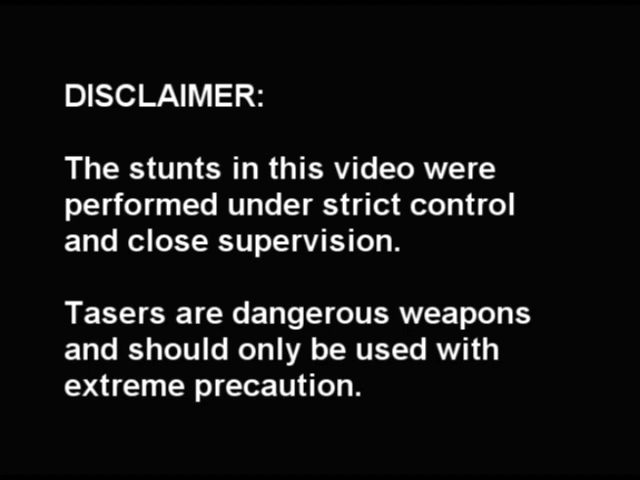 DISCLAIMER:
The stunts in this video were
performed under strict control
and close supervision.
Tasers are dangerous weapons
and should only be used with
extreme precaution.